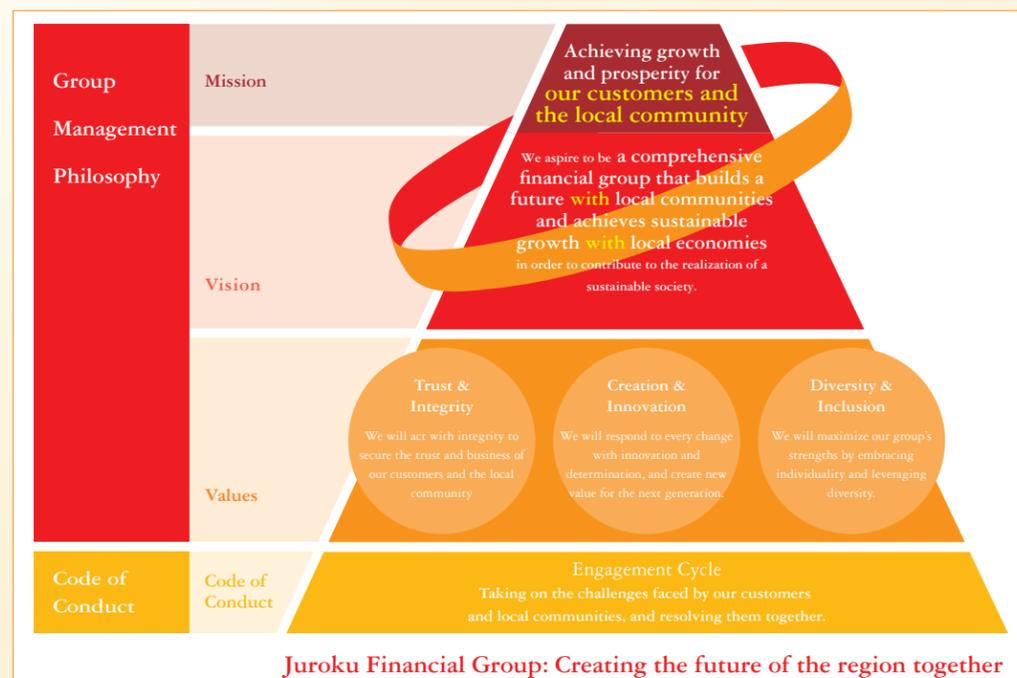 Group
Management
Philosophy
Mission
Achieving growth
and prosperity for
our customers and
the local community
Vision
We aspire to be a comprehensive
financial group that builds a
future with local communities
and achieves sustainable
growth with local economies
in order to contribute to the realization of a
sustainable society.
Values
Trust &
Integrity
We will act with integrity to
secure the trust and business of
our customers and the local
community
Creation &
Innovation
We will respond to every change
with innovation and
determination, and create new
value for the next generation.
Diversity &
Inclusion
We will maximize our group's
strengths by embracing
individuality and leveraging
diversity.
Code of
Conduct
Code of
Conduct
Engagement Cycle
Taking on the challenges faced by our customers
and local communities, and resolving them together.
Juroku Financial Group: Creating the future of the region together